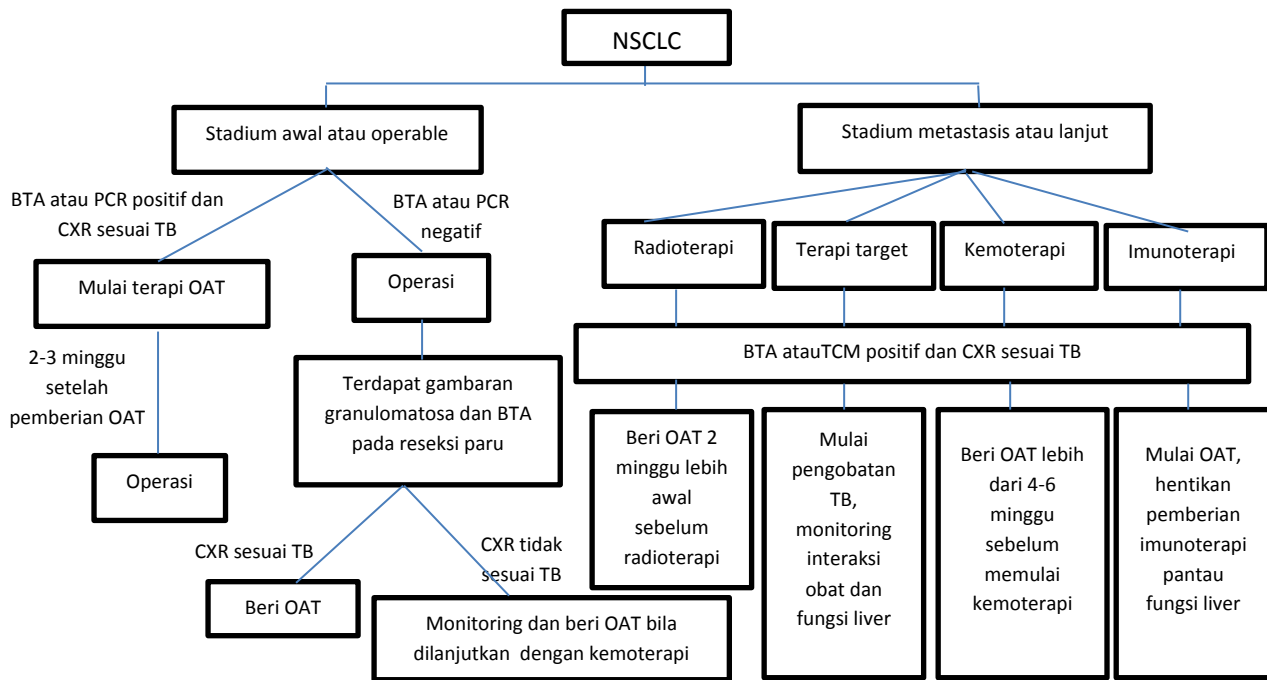 NSCLC
Stadium awal atau operable
Stadium metastasis atau lanjut
BTA atau PCR positif dan
CXR sesuai TB
BTA atau PCR
negatif
Mulai terapi OAT
Operasi
Radioterapi
Terapi target
Kemoterapi
Imunoterapi
2-3 minggu
setelah
pemberian OAT
Operasi
Terdapat gambaran
granulomatosa dan BTA
pada reseksi paru
BTA atauTCM positif dan CXR sesuai TB
CXR sesuai TB
CXR tidak
sesuai TB
Beri OAT
Monitoring dan beri OAT bila
dilanjutkan dengan kemoterapi
Beri OAT 2
minggu lebih
awal
sebelum
radioterapi
Mulai
pengobatan
TB,
monitoring
interaksi
obat dan
fungsi liver
Beri OAT lebih
dari 4-6
minggu
sebelum
memulai
kemoterapi
Mulai OAT,
hentikan
pemberian
imunoterapi
pantau
fungsi liver